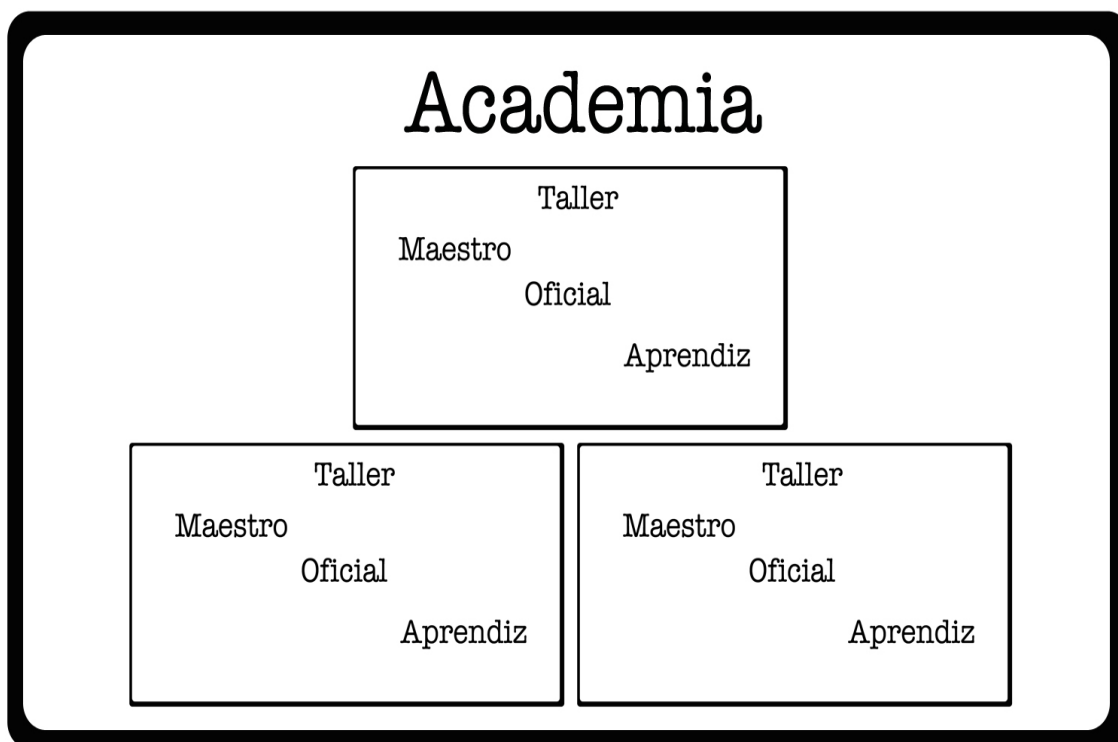 Academia
Taller
Maestro
Oficial
Aprendiz
Taller
Maestro
Oficial
Aprendiz
Taller
Maestro
Oficial
Aprendiz